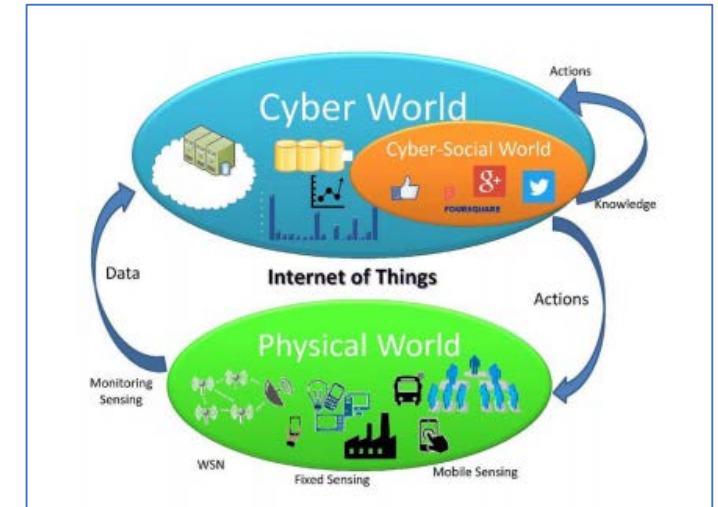 Actions
Cyber World
Cyber-Social World
g+
FOURSQUARE
Knowledge
Data
Internet of Things
Actions
Physical World
Monitoring
Sensing
WSN
Fixed Sensing
Mobile Sensing